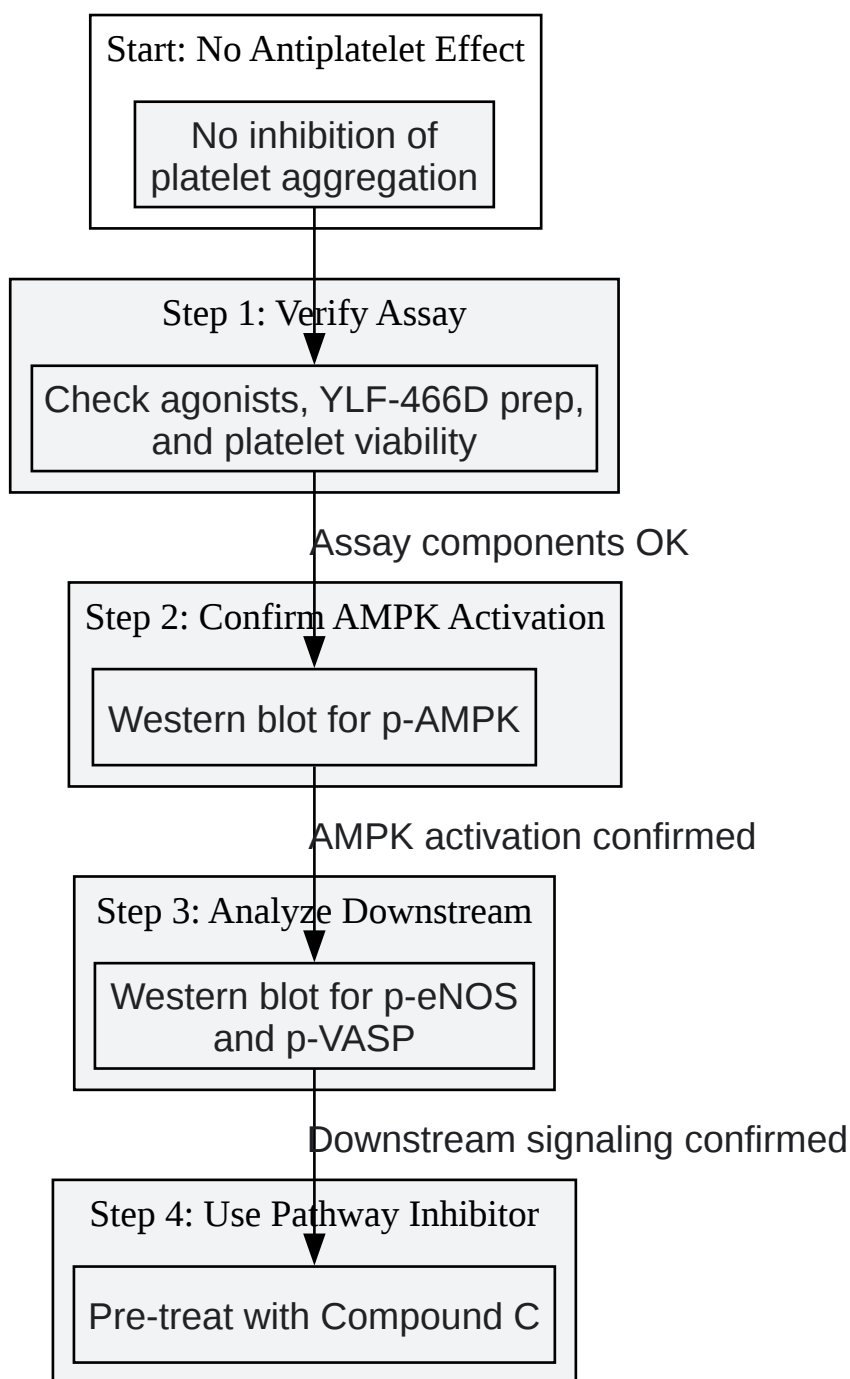 Start: No Antiplatelet Effect
No inhibition of
platelet aggregation
Step 1: Verify Assay
Check agonists, YLF-466D prep,
and platelet viability
Assay components OK
Step 2: Confirm AMPK Activation
Western blot for p-AMPK
AMPK activation confirmed
Step 3: Analyze Downstream
Western blot for p-eNOS
and p-VASP
Downstream signaling confirmed
Step 4: Use Pathway Inhibitor
Pre-treat with Compound C